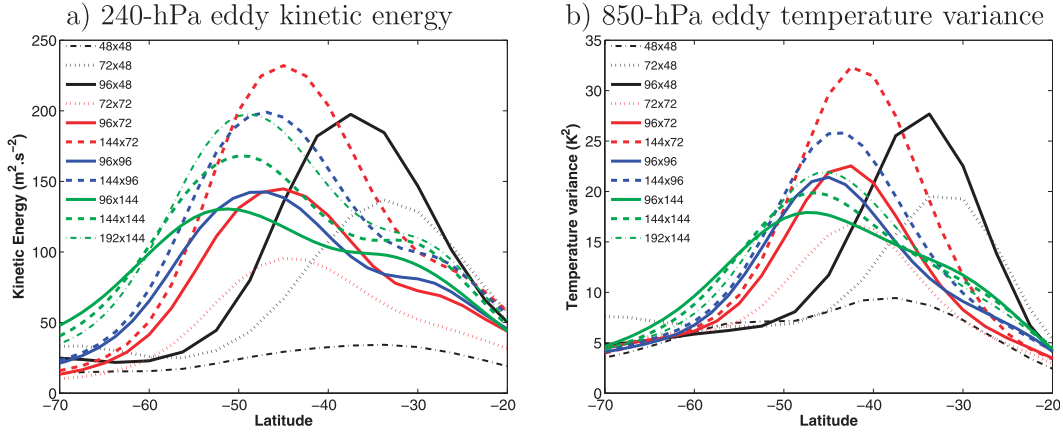 a) 240-hPa eddy kinetic energy
250
200
150
100
50
0
−70
−60
−50
−40
−30
−20
Latitude
Kinetic Energy (m².s⁻²)
48x48
72x48
96x48
72x72
96x72
144x72
96x96
144x96
96x144
144x144
192x144
b) 850-hPa eddy temperature variance
35
30
25
20
15
10
5
0
−70
−60
−50
−40
−30
−20
Latitude
Temperature variance (K²)
48x48
72x48
96x48
72x72
96x72
144x72
96x96
144x96
96x144
144x144
192x144